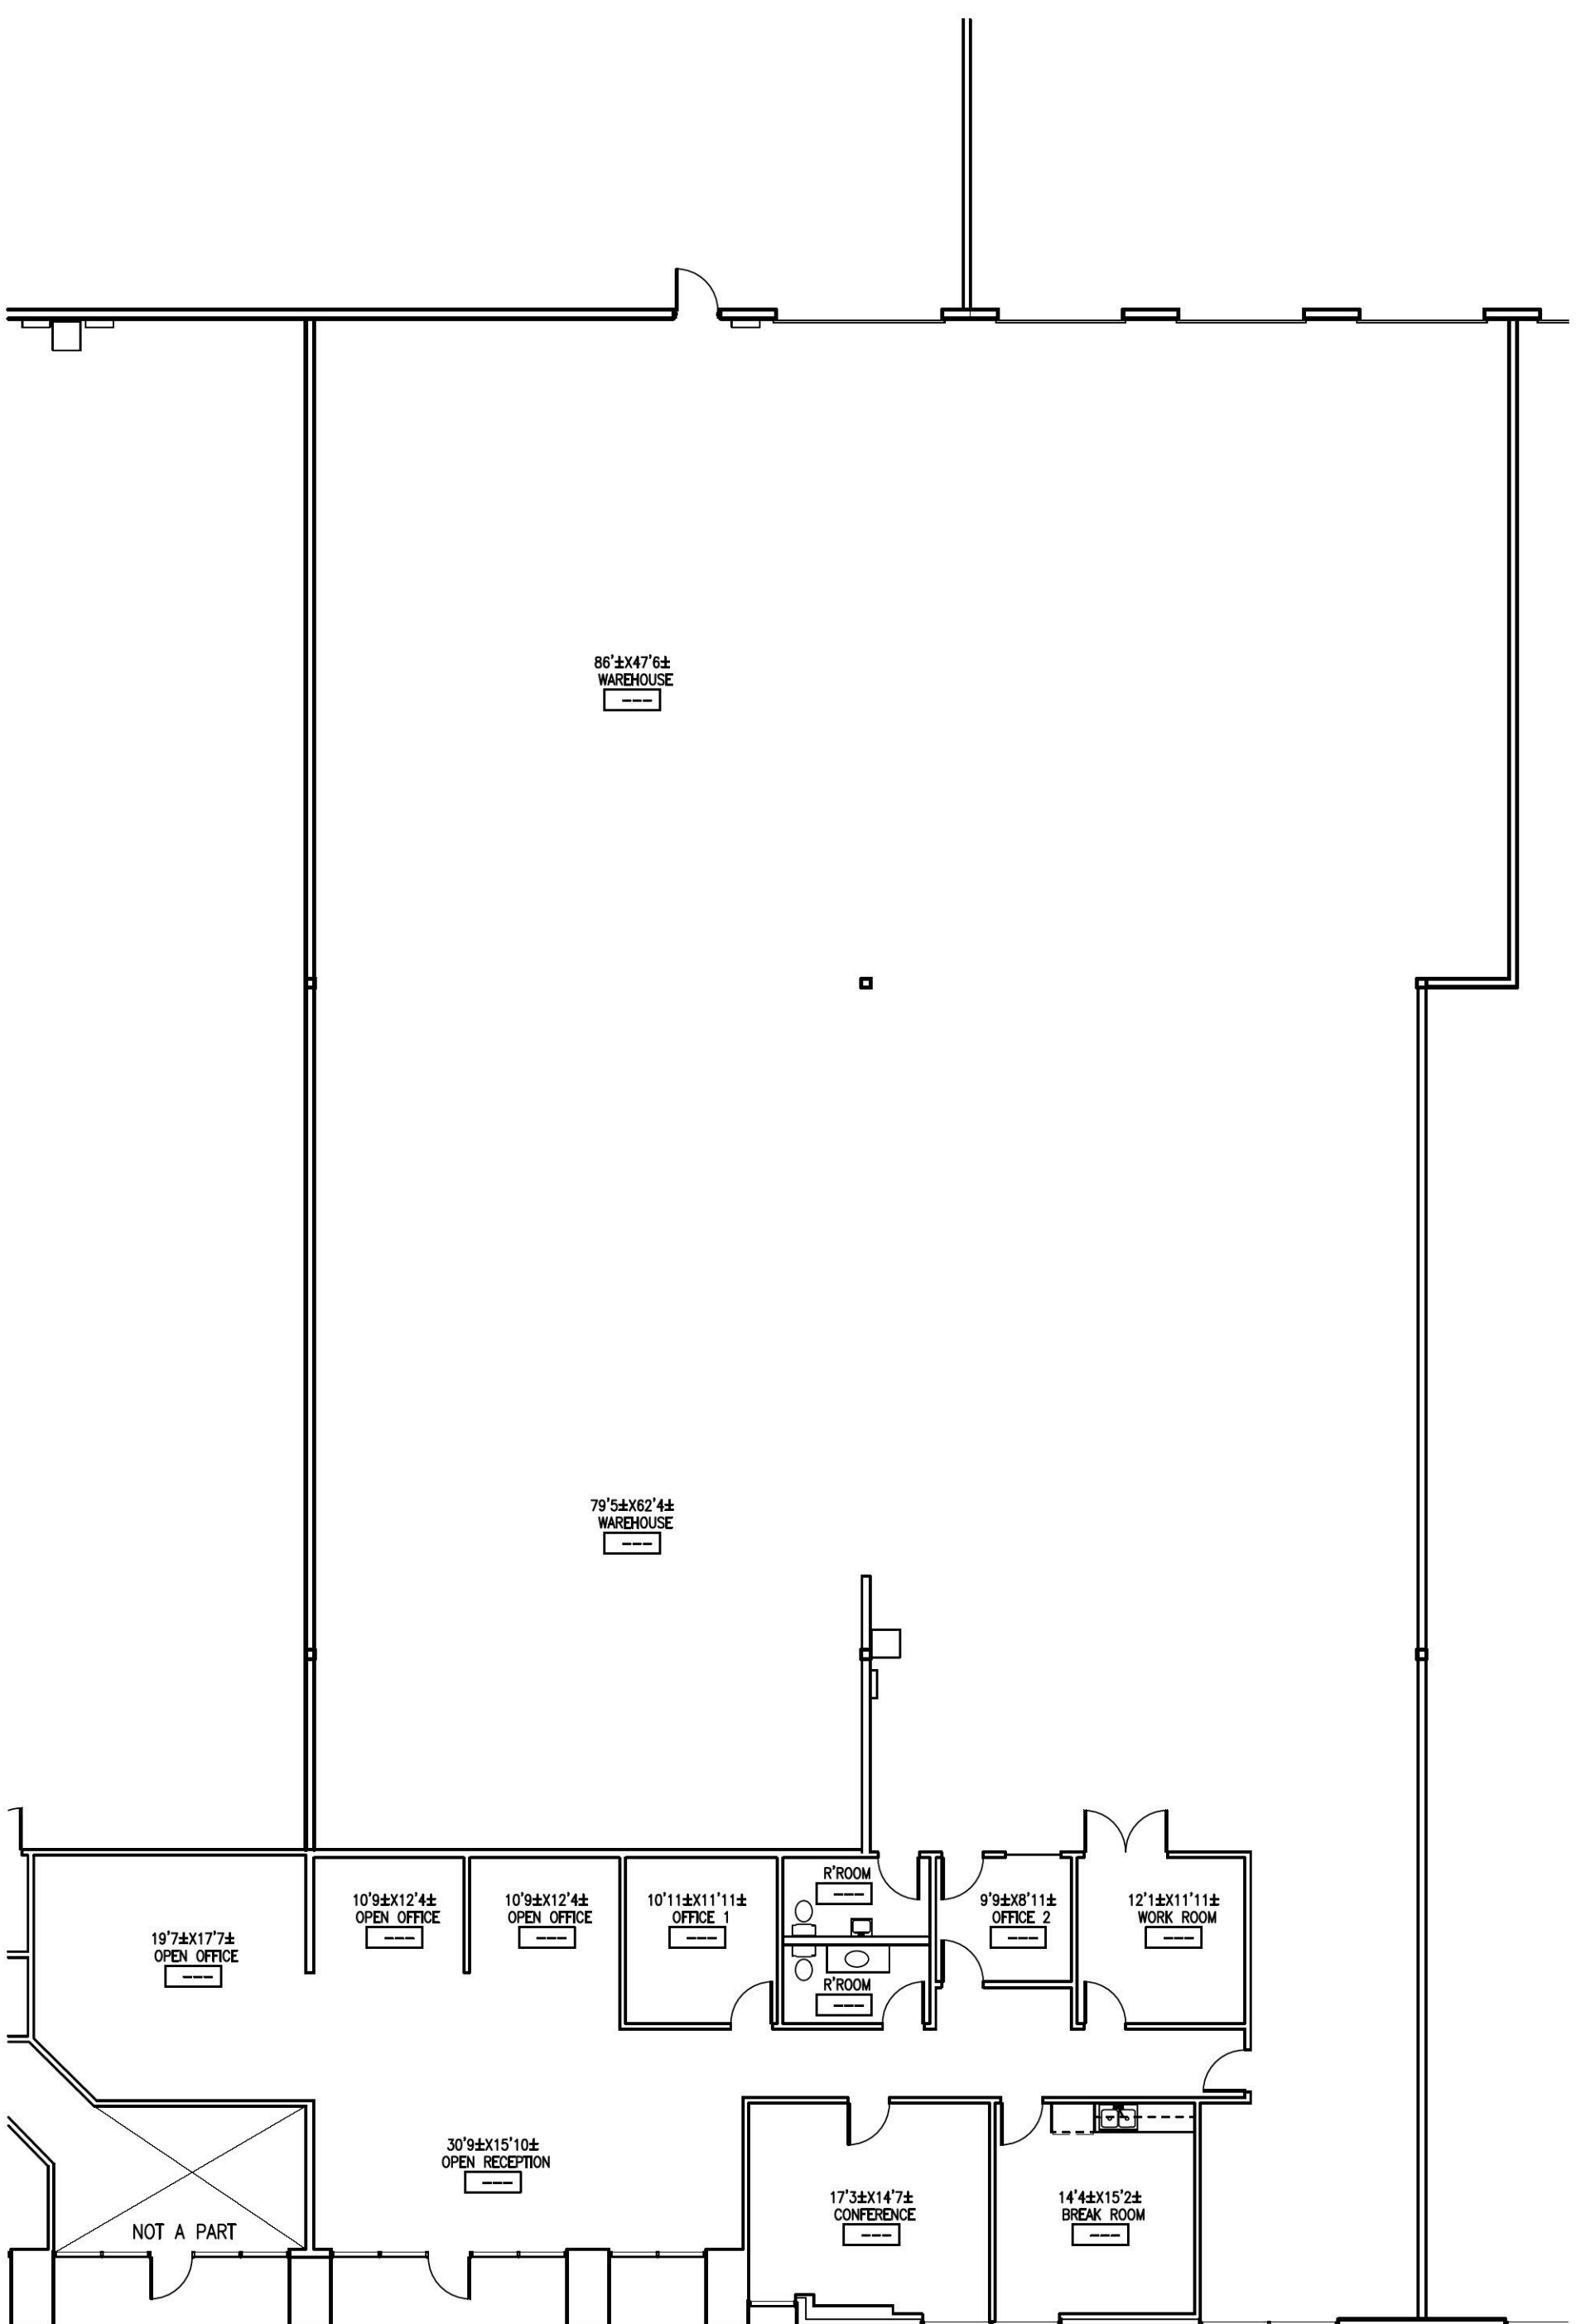 86'±X47'6±
WAREHOUSE
---
79'5±X62'4±
WAREHOUSE
---
R'ROOM
---
10'9±X12'4±
OPEN OFFICE
---
10'9±X12'4±
OPEN OFFICE
---
10'11±X11'11±
OFFICE 1
---
9'9±X8'11±
OFFICE 2
---
12'1±X11'11±
WORK ROOM
---
19'7±X17'7±
OPEN OFFICE
---
R'ROOM
---
30'9±X15'10±
OPEN RECEPTION
---
17'3±X14'7±
CONFERENCE
---
14'4±X15'2±
BREAK ROOM
---
NOT A PART